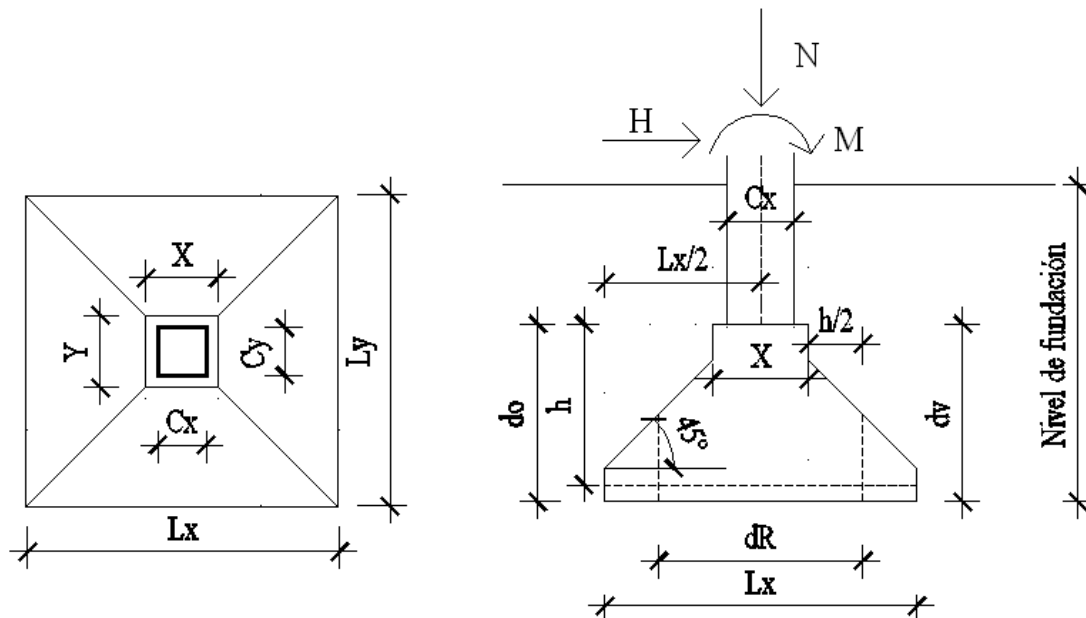 X
Y
Cy
Cx
Ly
Lx
N
H
M
Cx
Lx/2
h/2
X
do
h
45°
dv
Nivel de fundación
dR
Lx